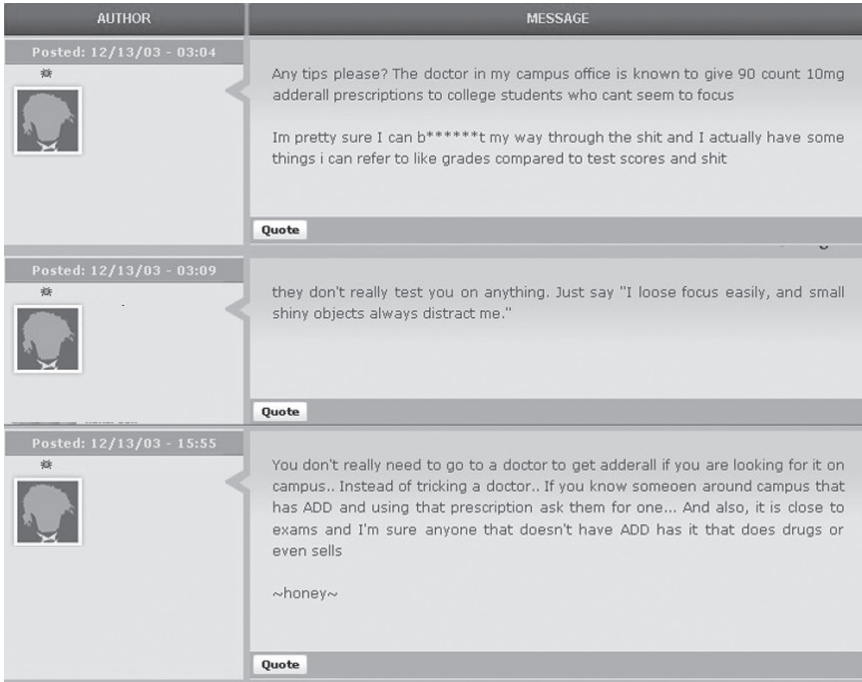 AUTHOR MESSAGE
Posted: 12/13/03 - 03:04
Any tips please? The doctor in my campus office is known to give 90 count 10mg
adderall prescriptions to college students who cant seem to focus
Im pretty sure I can b******t my way through the shit and I actually have some
things i can refer to like grades compared to test scores and shit
Quote
Posted: 12/13/03 - 03:09
they don't really test you on anything. Just say "I loose focus easily, and small
shiny objects always distract me."
Quote
Posted: 12/13/03 - 15:55
You don't really need to go to a doctor to get adderall if you are looking for it on
campus.. Instead of tricking a doctor.. If you know someoen around campus that
has ADD and using that prescription ask them for one... And also, it is close to
exams and I'm sure anyone that doesn't have ADD has it that does drugs or
even sells
~honey~
Quote